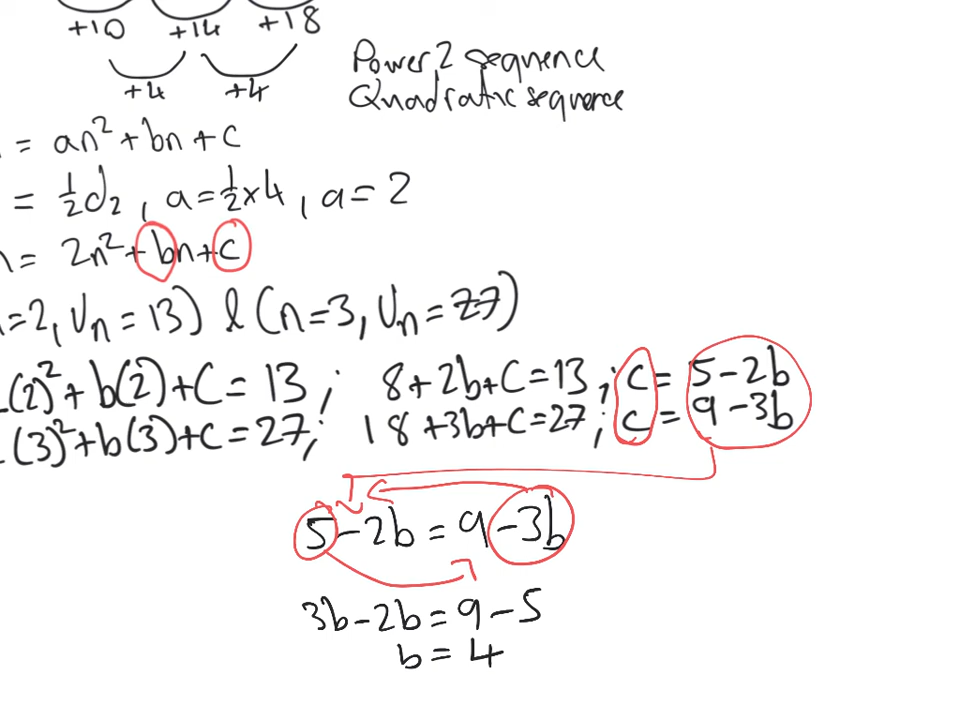 +10 +14 +18
+4 +4
Power 2 sequence
Quadratic sequence
= an² + bn + c
= ½d₂, a = ½ × 4, a = 2
= 2n² + bn + c
=2, Un = 13) & (n=3, Un = 27)
(2)² + b(2) + c = 13; 8 + 2b + c = 13; c = 5 - 2b
(3)² + b(3) + c = 27; 18 + 3b + c = 27; c = 9 - 3b
5 - 2b = 9 - 3b
3b - 2b = 9 - 5
b = 4